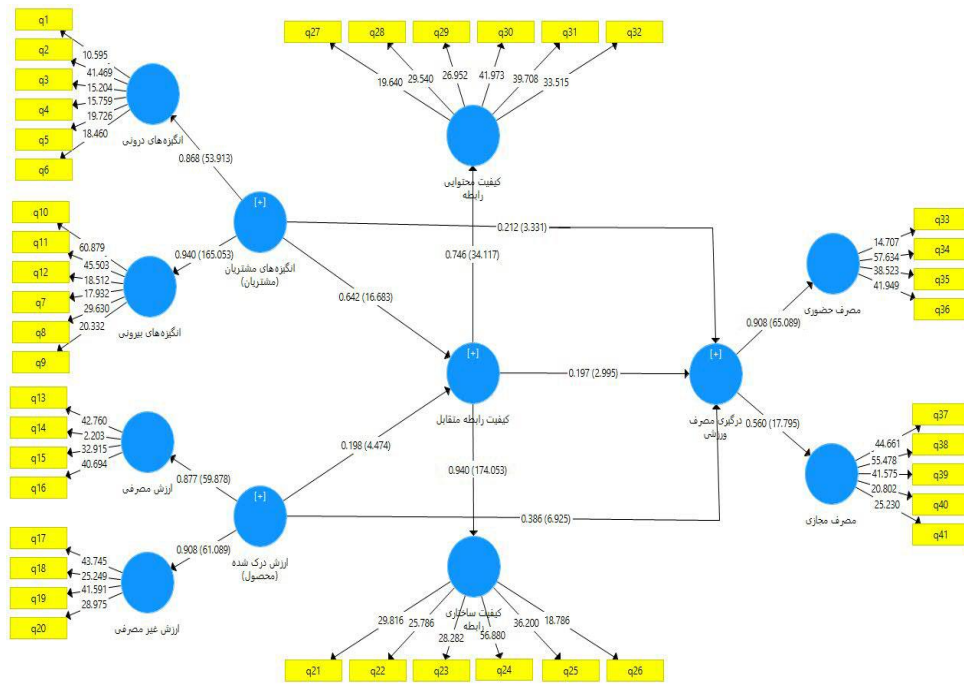 q1
q2
q3
q4
q5
q6
10.595
41.469
15.204
15.759
19.726
18.460
انگیزه‌های درونی
0.868 (53.913)
q10
q11
q12
q7
q8
q9
60.879
45.503
18.512
17.932
29.630
20.332
انگیزه‌های بیرونی
0.940 (165.053)
[+]
انگیزه‌های مشتریان
(مشتریان)
q13
q14
q15
q16
42.760
2.203
32.915
40.694
ارزش مصرفی
0.877 (59.878)
q17
q18
q19
q20
43.745
25.249
41.591
28.975
ارزش غیر مصرفی
0.908 (61.089)
[+]
ارزش درک شده
(محصول)
q27
q28
q29
q30
q31
q32
19.640
29.540
26.952
41.973
39.708
33.515
کیفیت محتوایی
رابطه
0.746 (34.117)
0.212 (3.331)
0.642 (16.683)
0.198 (4.474)
[+]
کیفیت رابطه متقابل
0.197 (2.995)
0.940 (174.053)
0.386 (6.925)
کیفیت ساختاری
رابطه
29.816
25.786
28.282
56.880
36.200
18.786
q21
q22
q23
q24
q25
q26
[+]
درگیری مصرف
ورزشی
0.908 (65.089)
0.560 (17.795)
مصرف حضوری
14.707
57.634
38.523
41.949
q33
q34
q35
q36
مصرف مجازی
44.661
55.478
41.575
20.802
25.230
q37
q38
q39
q40
q41